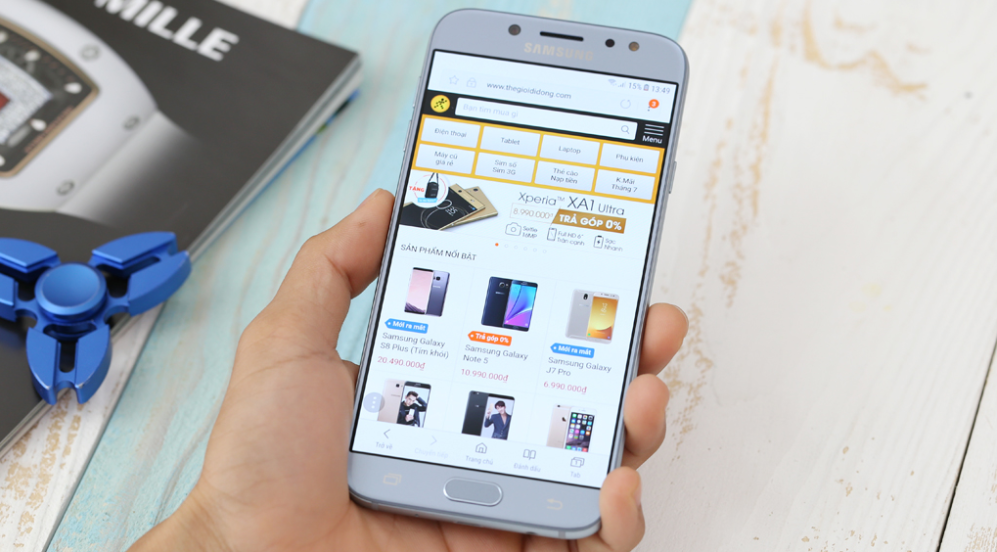 MILLE
SAMSUNG
15% 13:49
www.thegioididong.com
3
Bạn tìm thiết gì
Menu
Điện thoại
Tablet
Laptop
Phụ kiện
Máy cũ
giá rẻ
Sim số
Sim 3G
Thẻ cào
Nạp tiền
K.Mãi
Tháng 7
TẶNG
Xperia™ XA1 Ultra
8.990.000₫
TRẢ GÓP 0%
Selfie
16MP
Full HD 6"
Tràn cạnh
Sạc
nhanh
SẢN PHẨM NỔI BẬT
Mới ra mắt
Samsung Galaxy
S8 Plus (Tím khói)
20.490.000₫
Trả góp 0%
Samsung Galaxy
Note 5
10.990.000₫
Mới ra mắt
Samsung Galaxy
J7 Pro
6.990.000₫
Trở về
Trang chủ
Đánh dấu
Tab